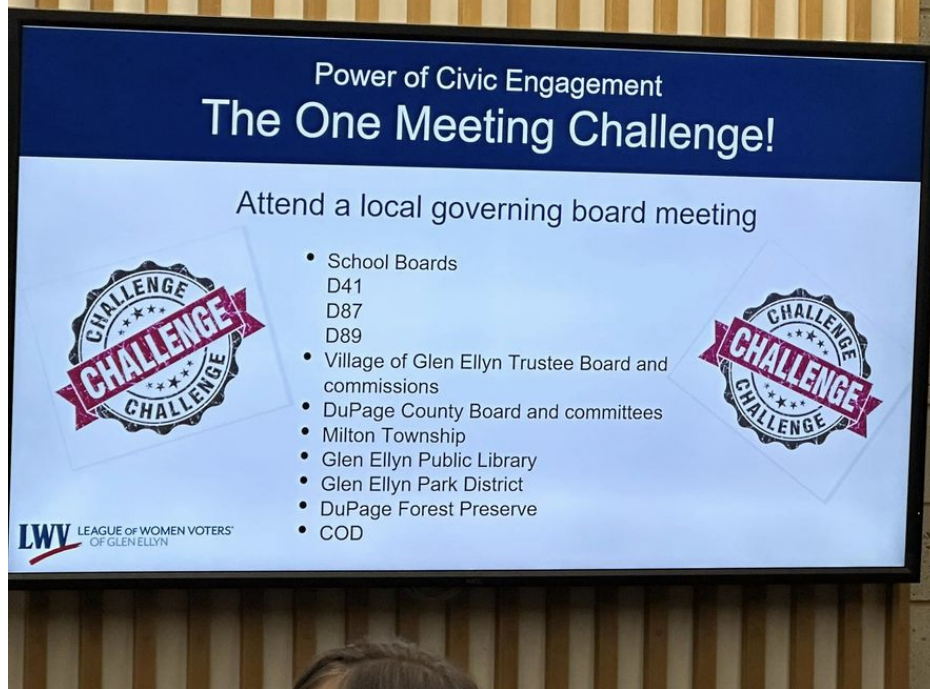 Power of Civic Engagement
The One Meeting Challenge!
Attend a local governing board meeting
• School Boards
D41
D87
D89
• Village of Glen Ellyn Trustee Board and
commissions
• DuPage County Board and committees
• Milton Township
• Glen Ellyn Public Library
• Glen Ellyn Park District
• DuPage Forest Preserve
• COD
CHALLENGE
CHALLENGE
CHALLENGE
CHALLENGE
CHALLENGE
CHALLENGE
LWV LEAGUE OF WOMEN VOTERS®
OF GLEN ELLYN